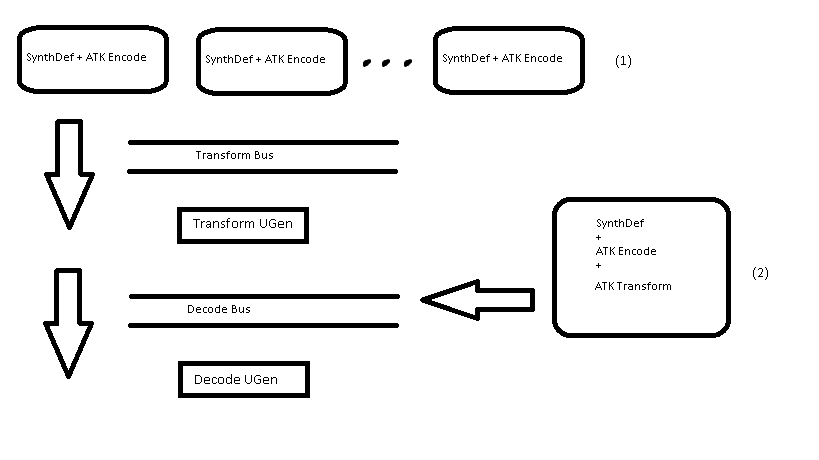 SynthDef + ATK Encode
SynthDef + ATK Encode
SynthDef + ATK Encode
(1)
Transform Bus
Transform UGen
SynthDef
+
ATK Encode
+
ATK Transform
(2)
Decode Bus
Decode UGen